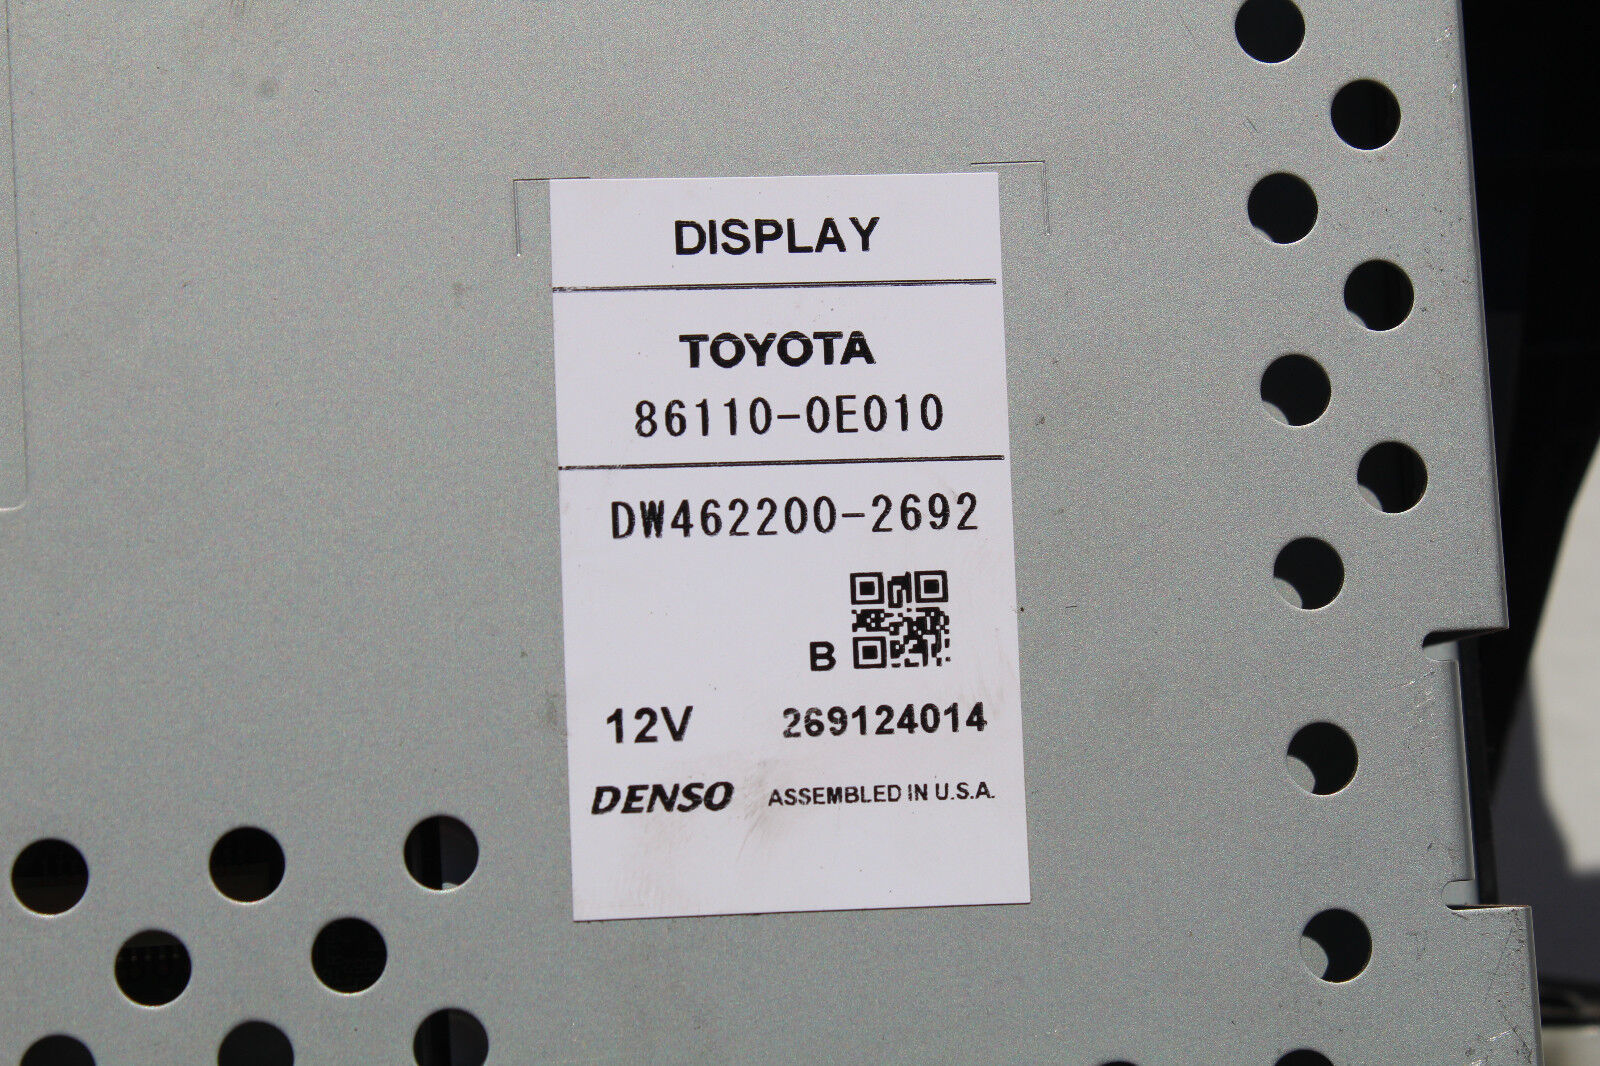 DISPLAY
TOYOTA
86110-0E010
DW462200-2692
B
12V 269124014
DENSO ASSEMBLED IN U.S.A.